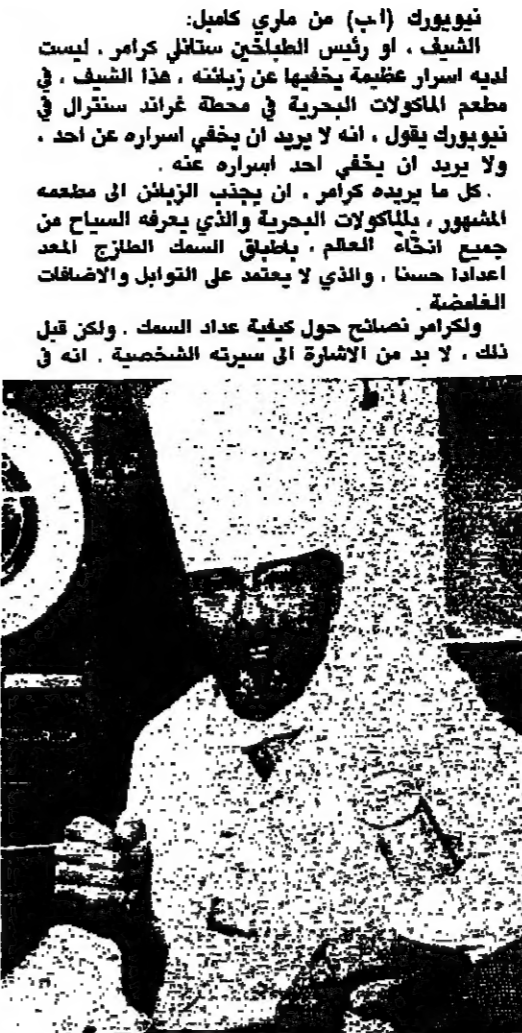 نيويورك (ا.ب) من ماري كامبل:
الشيف ، او رئيس الطباخين ستانلي كرامر ، ليست
لديه اسرار عظيمة يخفيها عن زبائنه ، هذا الشيف ، في
مطعم الماكولات البحرية في محطة غراند سنترال في
نيويورك يقول ، انه لا يريد ان يخفي اسراره عن احد ،
ولا يريد ان يخفي احد اسراره عنه .
كل ما يريده كرامر ، ان يجذب الزبائن الى مطعمه
المشهور ، بالماكولات البحرية والذي يعرفه السياح من
جميع انحاء العالم ، باطباق السمك الطازج المعد
اعدادا حسنا ، والذي لا يعتمد على التوابل والاضافات
الغامضة .
ولكرامر نصائح حول كيفية عداد السمك ، ولكن قبل
ذلك ، لا بد من الاشارة الى سيرته الشخصية . انه في